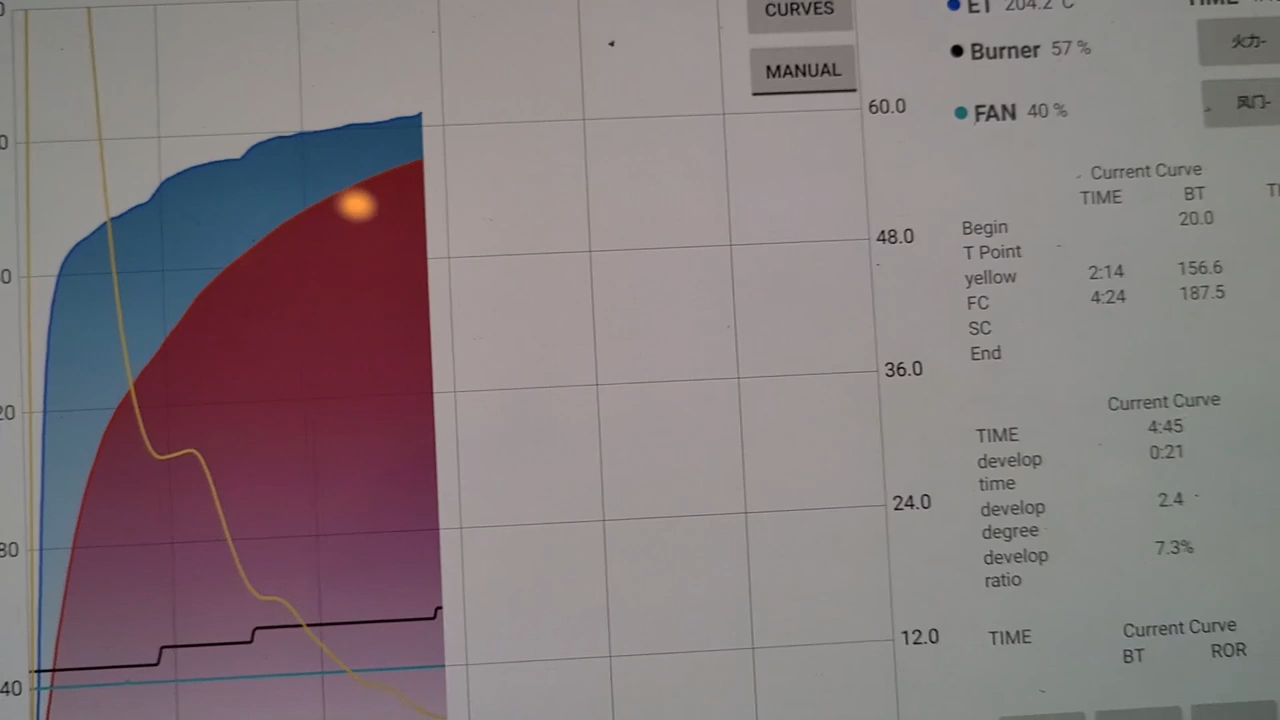 CURVES
MANUAL
ET 204.2 °C
Burner 57 %
FAN 40 %
火力-
风门-
60.0
48.0
36.0
24.0
12.0
20
80
40
Current Curve
TIME BT
Begin 20.0
T Point
yellow 2:14 156.6
FC 4:24 187.5
SC
End
Current Curve
TIME 4:45
develop time 0:21
develop degree 2.4
develop ratio 7.3%
Current Curve
TIME BT ROR